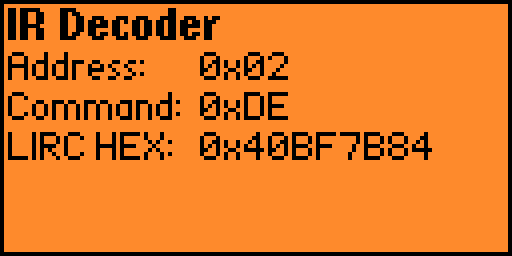 IR Decoder
Address: 0x02
Command: 0xDE
LIRC HEX: 0x40BF7B84